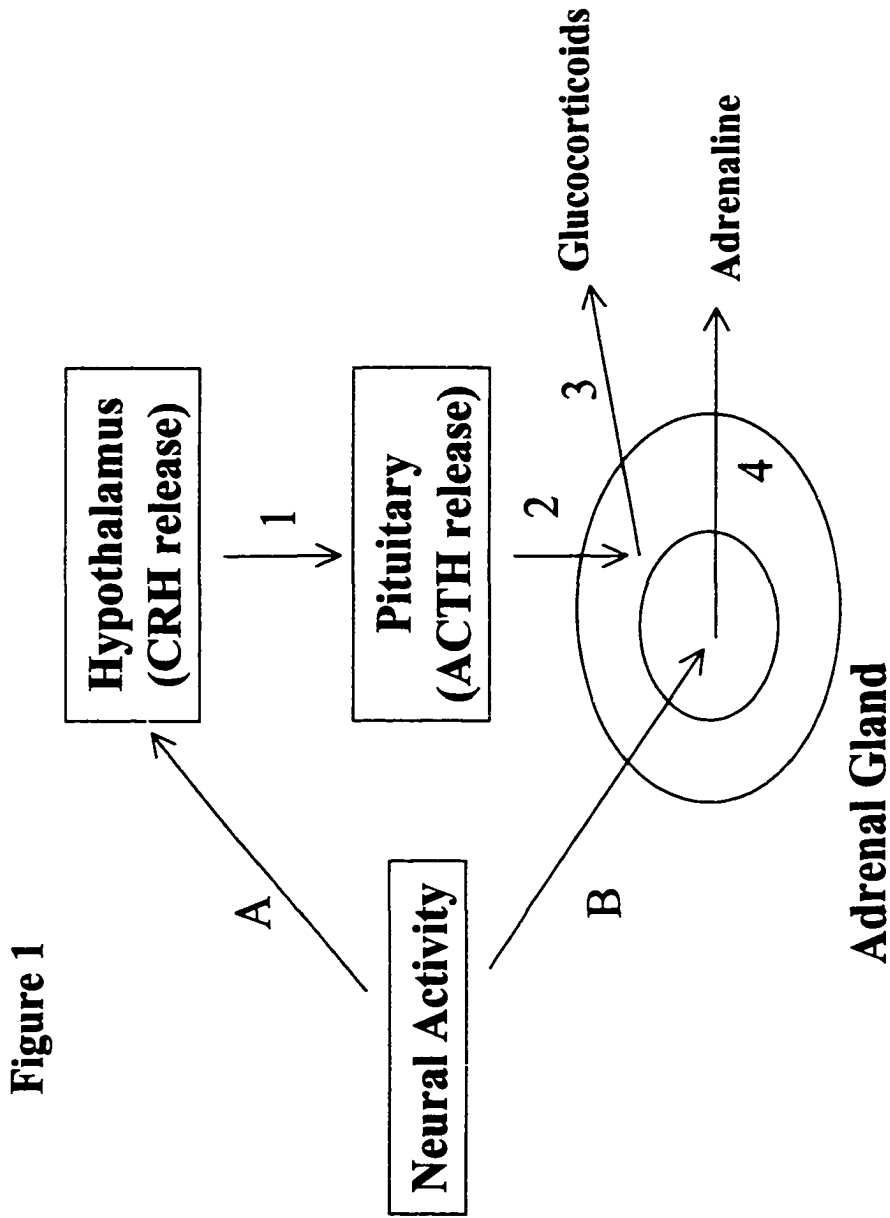 Figure 1
Hypothalamus
(CRH release)
A
1
Neural Activity
Pituitary
(ACTH release)
B
2
3
Glucocorticoids
4
Adrenaline
Adrenal Gland